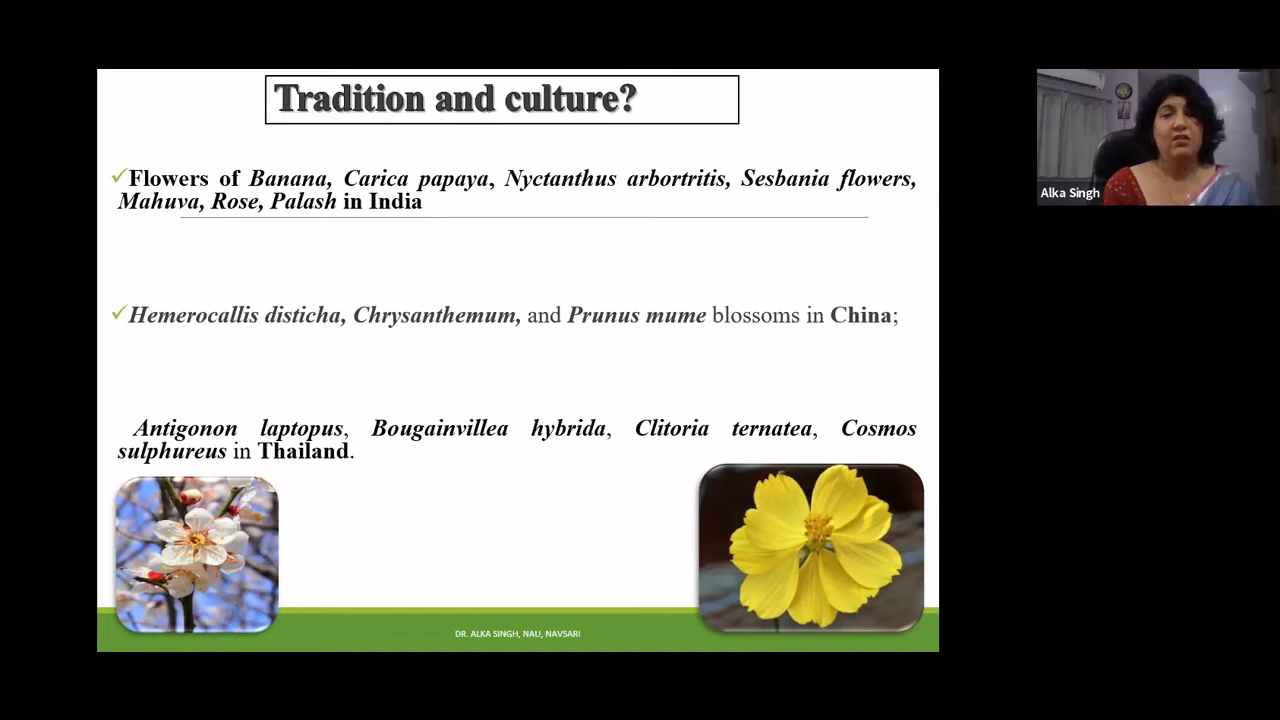 Tradition and culture?
✓Flowers of Banana, Carica papaya, Nyctanthus arbortritis, Sesbania flowers,
Mahuva, Rose, Palash in India
✓Hemerocallis disticha, Chrysanthemum, and Prunus mume blossoms in China;
Antigonon laptopus, Bougainvillea hybrida, Clitoria ternatea, Cosmos
sulphureus in Thailand.
DR. ALKA SINGH, NAU, NAVSARI
Alka Singh